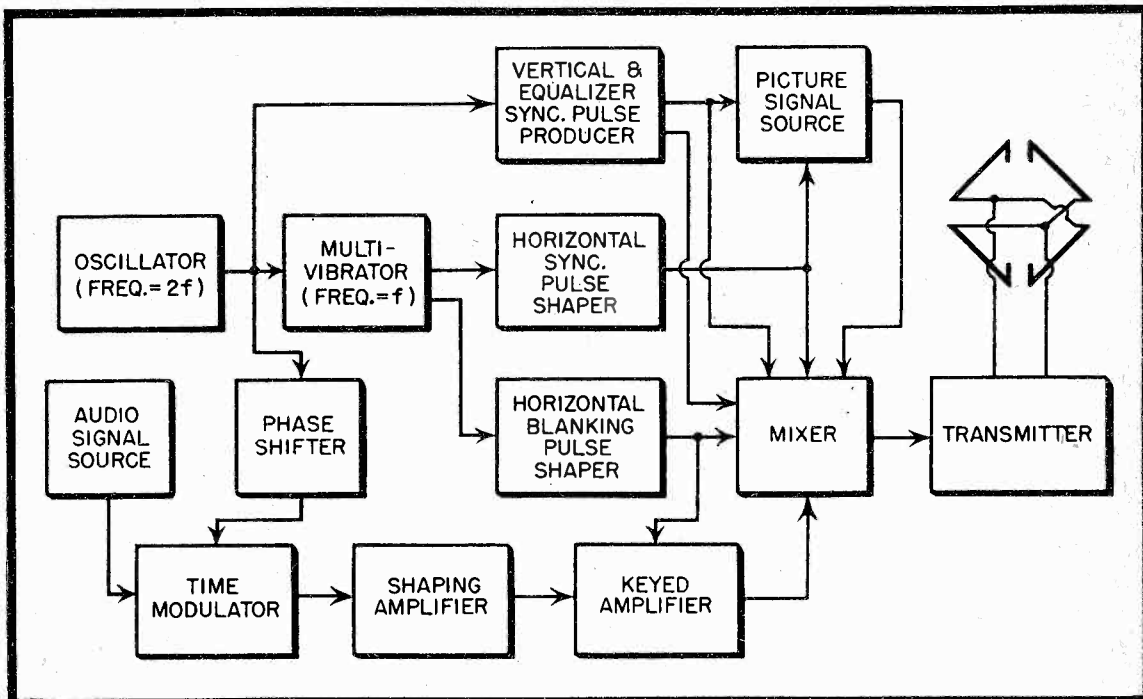 VERTICAL &
EQUALIZER
SYNC. PULSE
PRODUCER
PICTURE
SIGNAL
SOURCE
OSCILLATOR
(FREQ.=2f)
MULTI-
VIBRATOR
(FREQ.=f)
HORIZONTAL
SYNC.
PULSE
SHAPER
AUDIO
SIGNAL
SOURCE
PHASE
SHIFTER
HORIZONTAL
BLANKING
PULSE
SHAPER
MIXER
TRANSMITTER
TIME
MODULATOR
SHAPING
AMPLIFIER
KEYED
AMPLIFIER